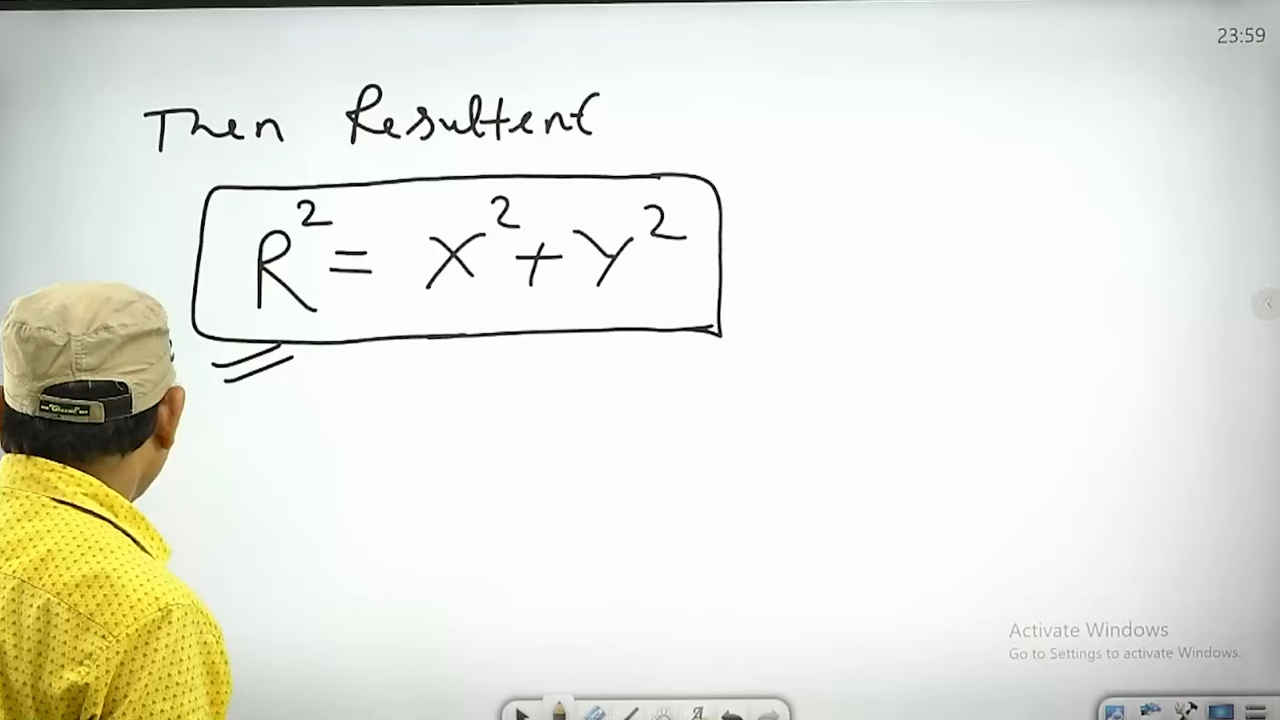 23:59
Then Resultent
R² = X² + Y²
Activate Windows
Go to Settings to activate Windows.